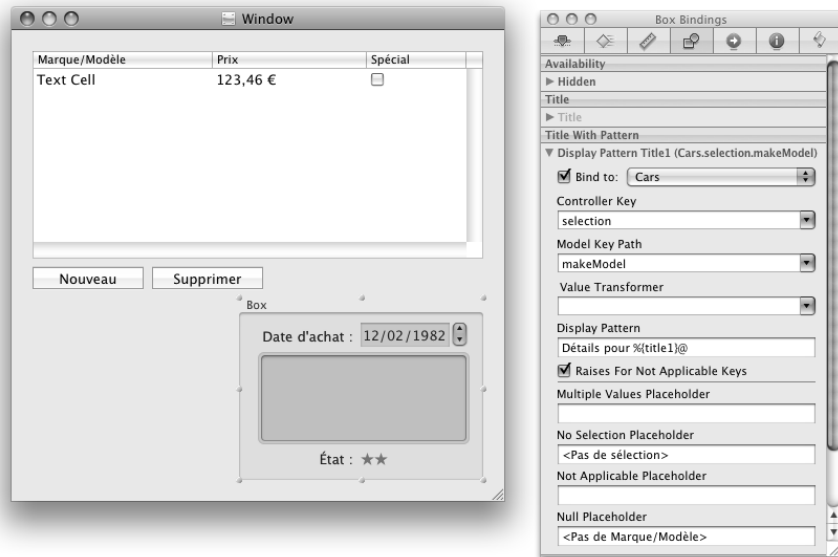 Window
Marque/Modèle Prix Spécial
Text Cell 123,46 €
Nouveau Supprimer
Box
Date d'achat : 12/02/1982
État : ★★
Box Bindings
Availability
Hidden
Title
Title
Title With Pattern
Display Pattern Title1 (Cars.selection.makeModel)
Bind to: Cars
Controller Key
selection
Model Key Path
makeModel
Value Transformer
Display Pattern
Détails pour %{title1}@
Raises For Not Applicable Keys
Multiple Values Placeholder
No Selection Placeholder
<Pas de sélection>
Not Applicable Placeholder
Null Placeholder
<Pas de Marque/Modèle>